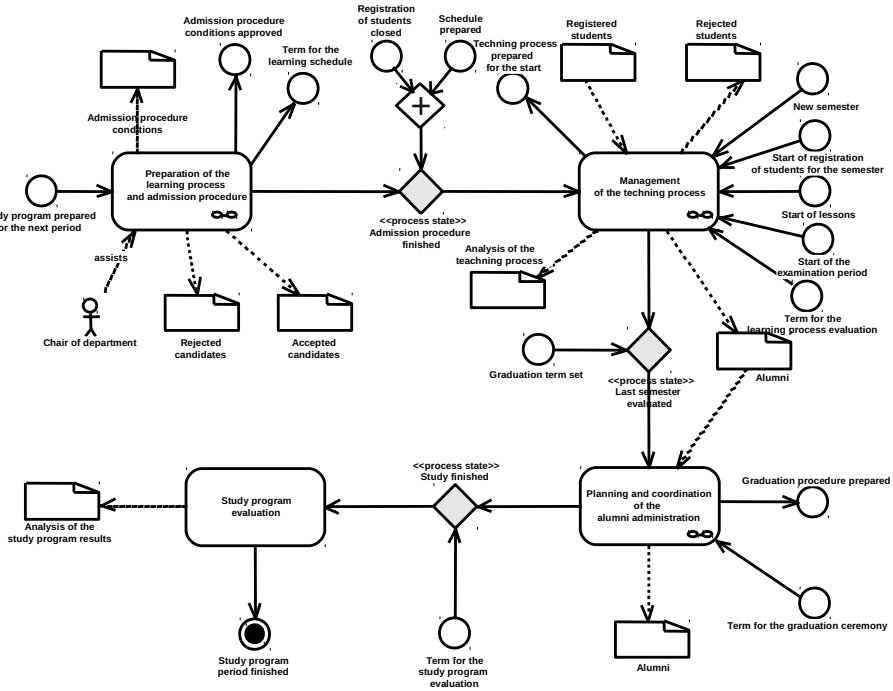 Registration
of students
closed
Schedule
prepared
Admission procedure
conditions approved
Term for the
learning schedule
Techning process
prepared
for the start
Registered
students
Rejected
students
New semester
Admission procedure
conditions
Preparation of the
learning process
and admission procedure
Management
of the techning process
Start of registration
of students for the semester
dy program prepared
or the next period
<<process state>>
Admission procedure
finished
Start of lessons
assists
Analysis of the
teachning process
Start of the
examination period
Chair of department
Rejected
candidates
Accepted
candidates
Term for the
learning process evaluation
Graduation term set
<<process state>>
Last semester
evaluated
Alumni
<<process state>>
Study finished
Study program
evaluation
Planning and coordination
of the
alumni administration
Graduation procedure prepared
Analysis of the
study program results
Term for the graduation ceremony
Study program
period finished
Term for the
study program
evaluation
Alumni